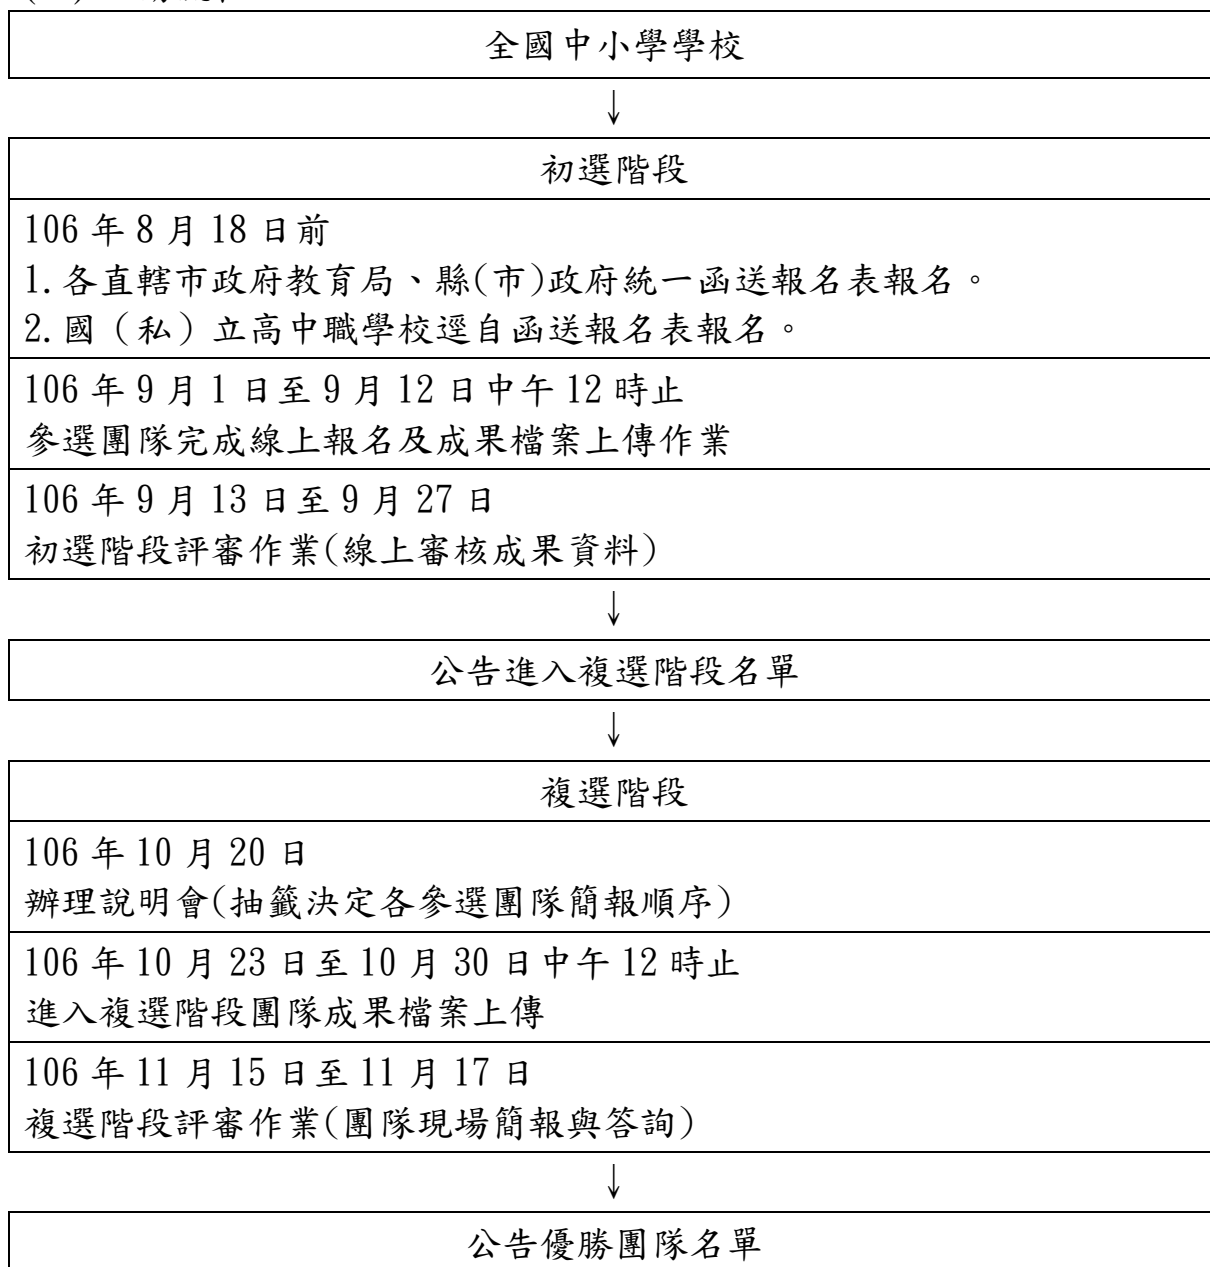 全國中小學學校
↓
初選階段
106 年 8 月 18 日前
1. 各直轄市政府教育局、縣(市)政府統一函送報名表報名。
2. 國（私）立高中職學校逕自函送報名表報名。
106 年 9 月 1 日至 9 月 12 日中午 12 時止
參選團隊完成線上報名及成果檔案上傳作業
106 年 9 月 13 日至 9 月 27 日
初選階段評審作業(線上審核成果資料)
↓
公告進入複選階段名單
↓
複選階段
106 年 10 月 20 日
辦理說明會(抽籤決定各參選團隊簡報順序)
106 年 10 月 23 日至 10 月 30 日中午 12 時止
進入複選階段團隊成果檔案上傳
106 年 11 月 15 日至 11 月 17 日
複選階段評審作業(團隊現場簡報與答詢)
↓
公告優勝團隊名單